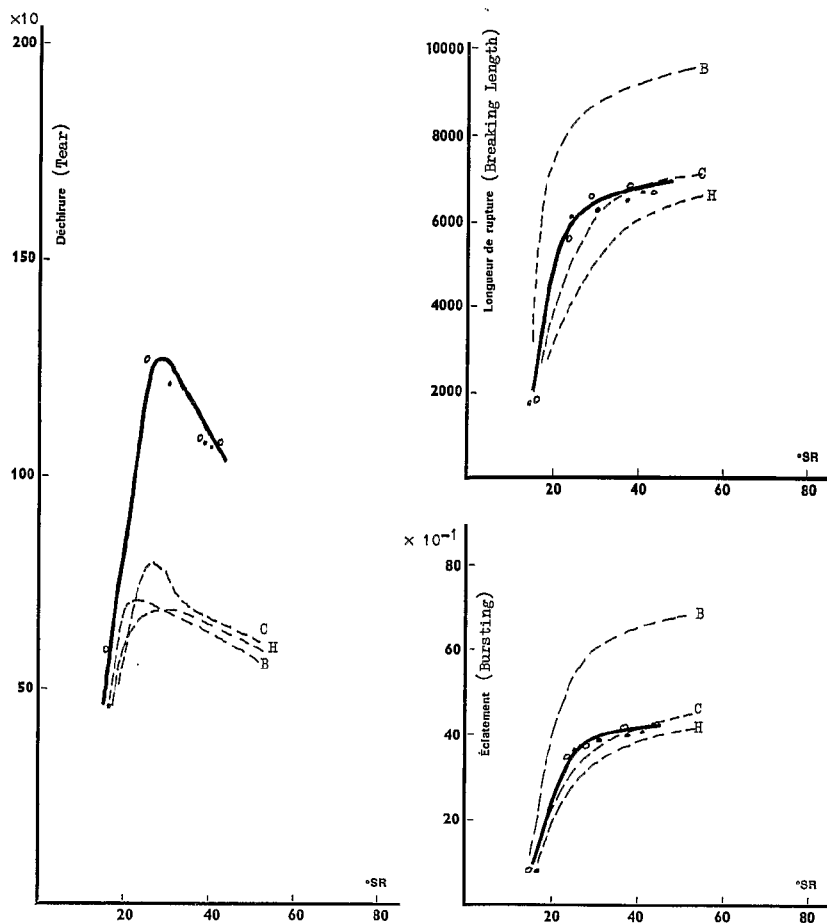 ×10
200
150
100
50
Déchirure (Tear)
C
H
B
°SR
20 40 60 80
10000
8000
6000
4000
2000
Longueur de rupture (Breaking Length)
B
C
H
°SR
20 40 60 80
× 10⁻¹
80
60
40
20
Éclatement (Bursting)
B
C
H
°SR
20 40 60 80